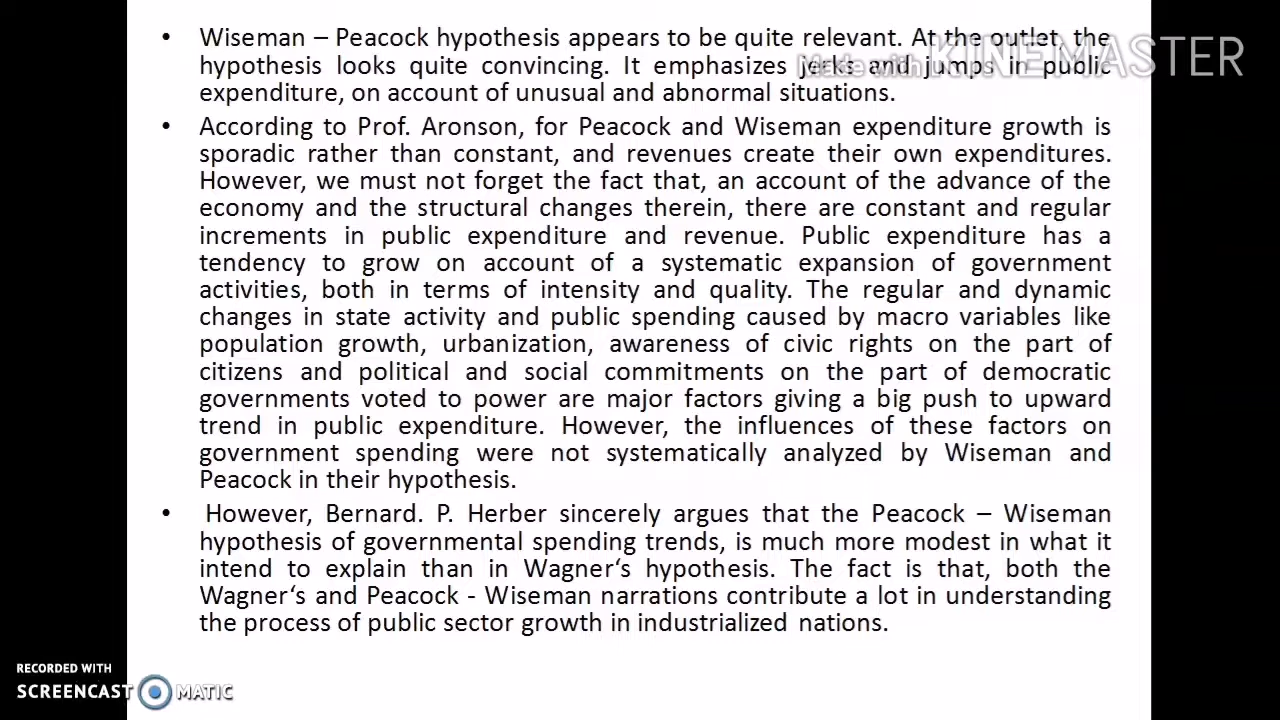 • Wiseman – Peacock hypothesis appears to be quite relevant. At the outlet, the
hypothesis looks quite convincing. It emphasizes jerks and jumps in public
expenditure, on account of unusual and abnormal situations.
Made with KINEMASTER
• According to Prof. Aronson, for Peacock and Wiseman expenditure growth is
sporadic rather than constant, and revenues create their own expenditures.
However, we must not forget the fact that, an account of the advance of the
economy and the structural changes therein, there are constant and regular
increments in public expenditure and revenue. Public expenditure has a
tendency to grow on account of a systematic expansion of government
activities, both in terms of intensity and quality. The regular and dynamic
changes in state activity and public spending caused by macro variables like
population growth, urbanization, awareness of civic rights on the part of
citizens and political and social commitments on the part of democratic
governments voted to power are major factors giving a big push to upward
trend in public expenditure. However, the influences of these factors on
government spending were not systematically analyzed by Wiseman and
Peacock in their hypothesis.
• However, Bernard. P. Herber sincerely argues that the Peacock – Wiseman
hypothesis of governmental spending trends, is much more modest in what it
intend to explain than in Wagner‘s hypothesis. The fact is that, both the
Wagner‘s and Peacock - Wiseman narrations contribute a lot in understanding
the process of public sector growth in industrialized nations.
RECORDED WITH
SCREENCAST MATIC